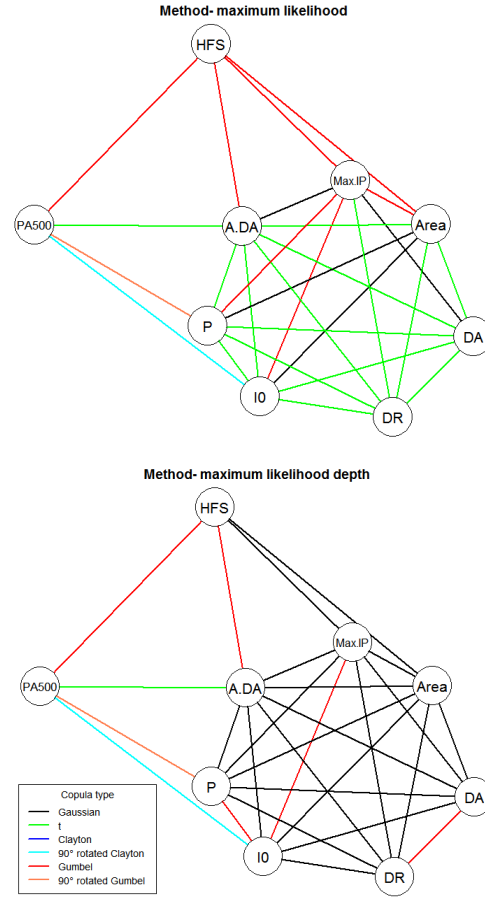 Method- maximum likelihood
HFS
Max.IP
PA500
A.DA
Area
P
DA
I0
DR
Method- maximum likelihood depth
HFS
Max.IP
PA500
A.DA
Area
P
DA
I0
DR
Copula type
Gaussian
t
Clayton
90° rotated Clayton
Gumbel
90° rotated Gumbel